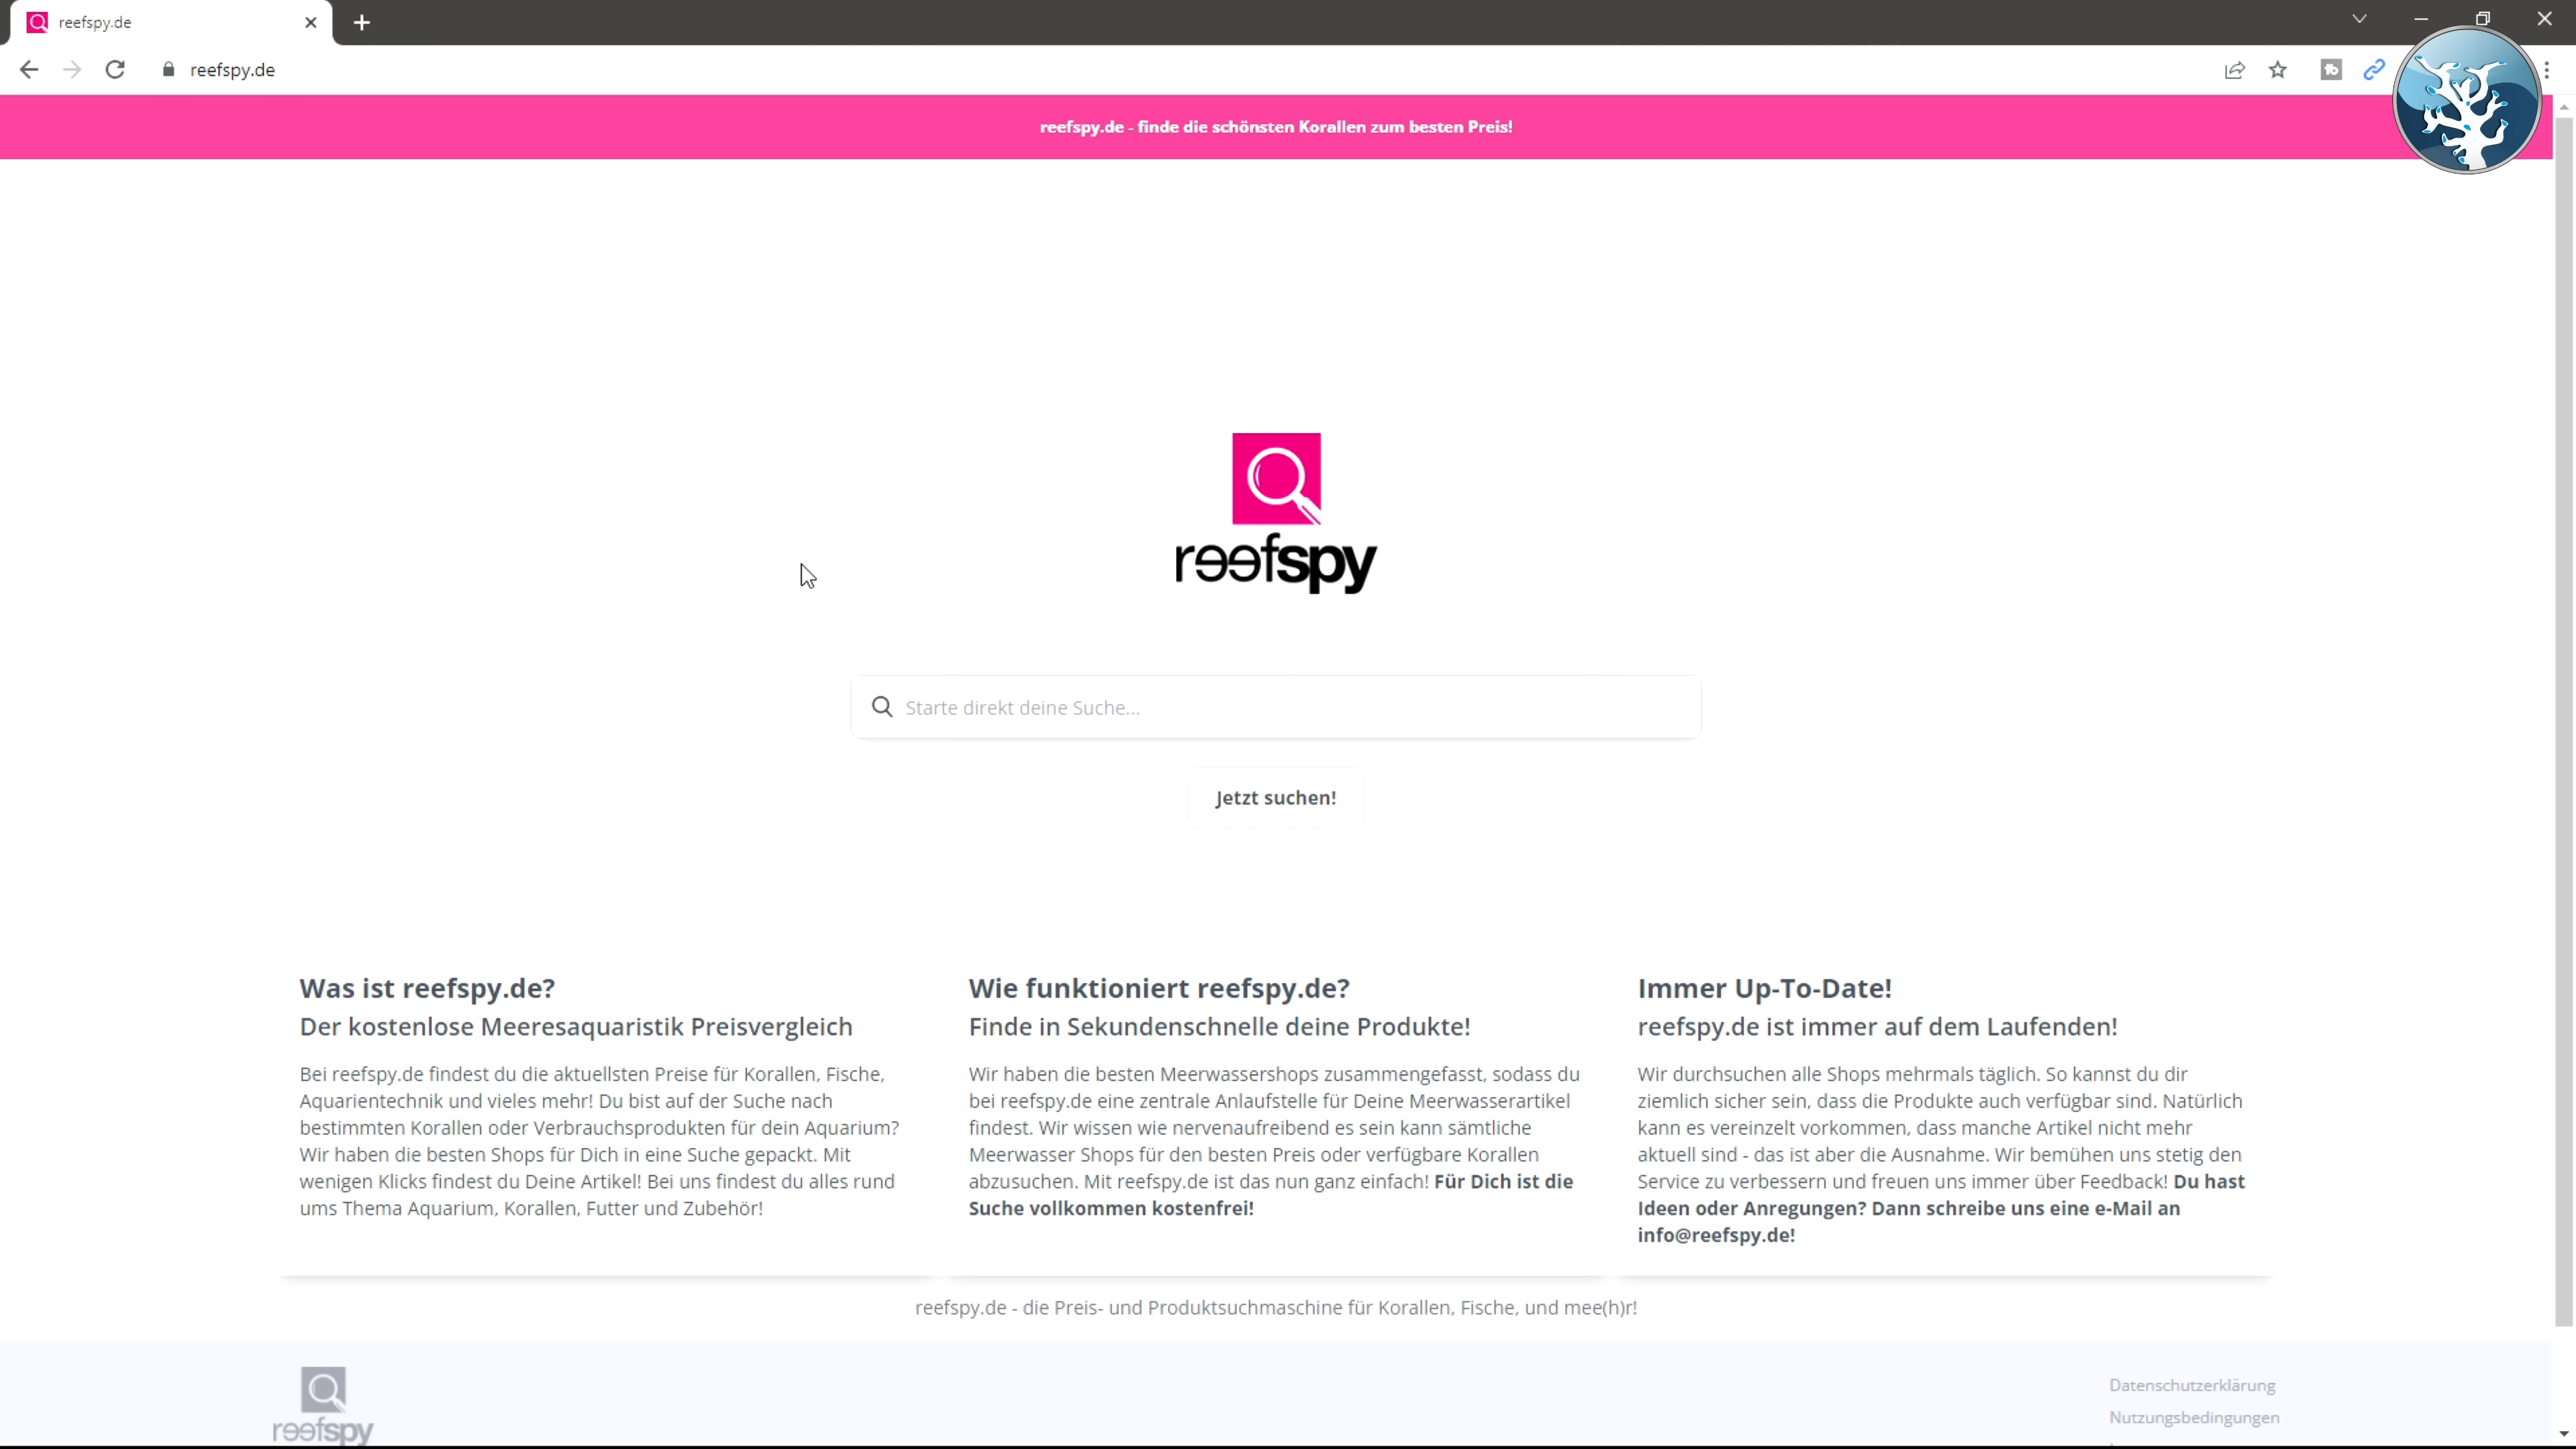 reefspy.de
reefspy.de
reefspy.de - finde die schönsten Korallen zum besten Preis!
reefspy
Starte direkt deine Suche...
Jetzt suchen!
Was ist reefspy.de?
Der kostenlose Meeresaquaristik Preisvergleich
Bei reefspy.de findest du die aktuellsten Preise für Korallen, Fische,
Aquarientechnik und vieles mehr! Du bist auf der Suche nach
bestimmten Korallen oder Verbrauchsprodukten für dein Aquarium?
Wir haben die besten Shops für Dich in eine Suche gepackt. Mit
wenigen Klicks findest du Deine Artikel! Bei uns findest du alles rund
ums Thema Aquarium, Korallen, Futter und Zubehör!
Wie funktioniert reefspy.de?
Finde in Sekundenschnelle deine Produkte!
Wir haben die besten Meerwassershops zusammengefasst, sodass du
bei reefspy.de eine zentrale Anlaufstelle für Deine Meerwasserartikel
findest. Wir wissen wie nervenaufreibend es sein kann sämtliche
Meerwasser Shops für den besten Preis oder verfügbare Korallen
abzusuchen. Mit reefspy.de ist das nun ganz einfach! Für Dich ist die
Suche vollkommen kostenfrei!
Immer Up-To-Date!
reefspy.de ist immer auf dem Laufenden!
Wir durchsuchen alle Shops mehrmals täglich. So kannst du dir
ziemlich sicher sein, dass die Produkte auch verfügbar sind. Natürlich
kann es vereinzelt vorkommen, dass manche Artikel nicht mehr
aktuell sind - das ist aber die Ausnahme. Wir bemühen uns stetig den
Service zu verbessern und freuen uns immer über Feedback! Du hast
Ideen oder Anregungen? Dann schreibe uns eine e-Mail an
info@reefspy.de!
reefspy.de - die Preis- und Produktsuchmaschine für Korallen, Fische, und mee(h)r!
reefspy
Datenschutzerklärung
Nutzungsbedingungen